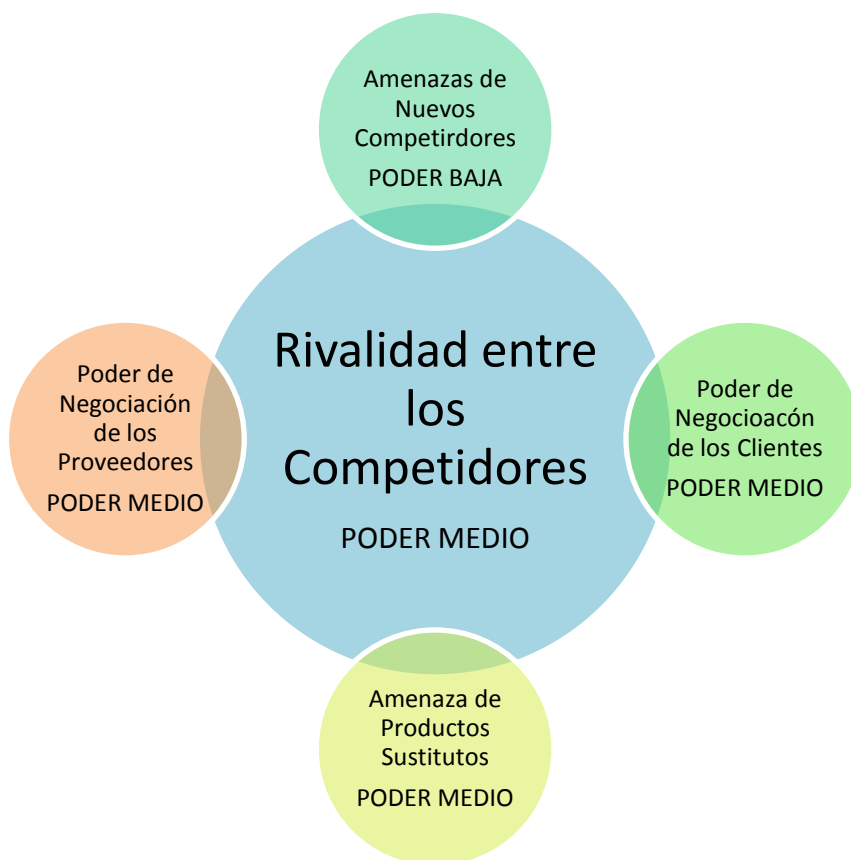 Amenazas de
Nuevos
Competirdores
PODER BAJA
Rivalidad entre
los
Competidores
PODER MEDIO
Poder de
Negociación
de los
Proveedores
PODER MEDIO
Poder de
Negocioacón
de los Clientes
PODER MEDIO
Amenaza de
Productos
Sustitutos
PODER MEDIO